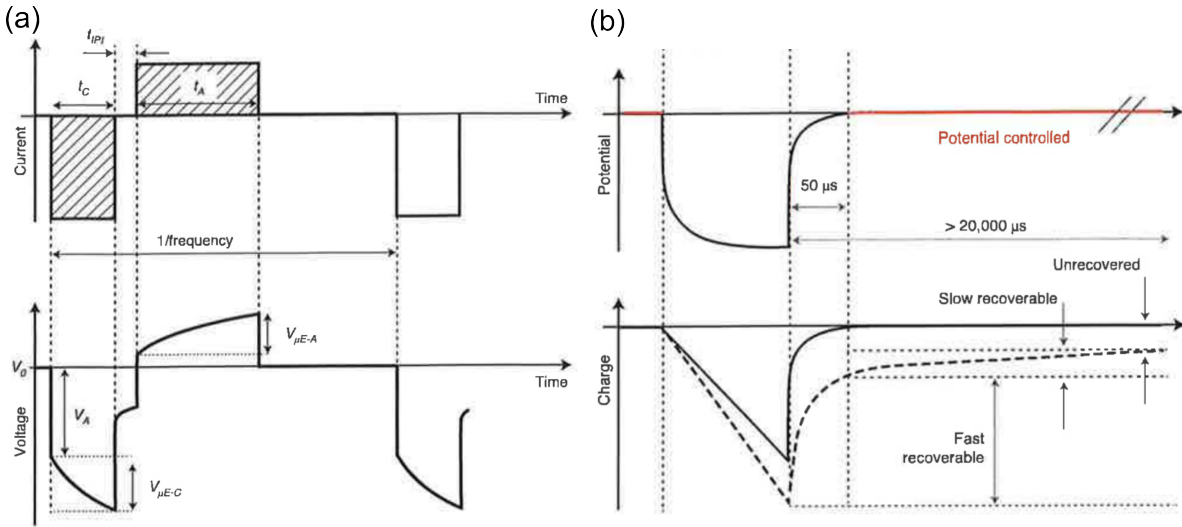 (a)
t_IPI
t_C
t_A
Time
Current
1/frequency
V_0
V_A
V_μE-A
V_μE-C
Time
Voltage
(b)
Potential
Potential controlled
50 μs
> 20,000 μs
Unrecovered
Slow recoverable
Charge
Fast
recoverable